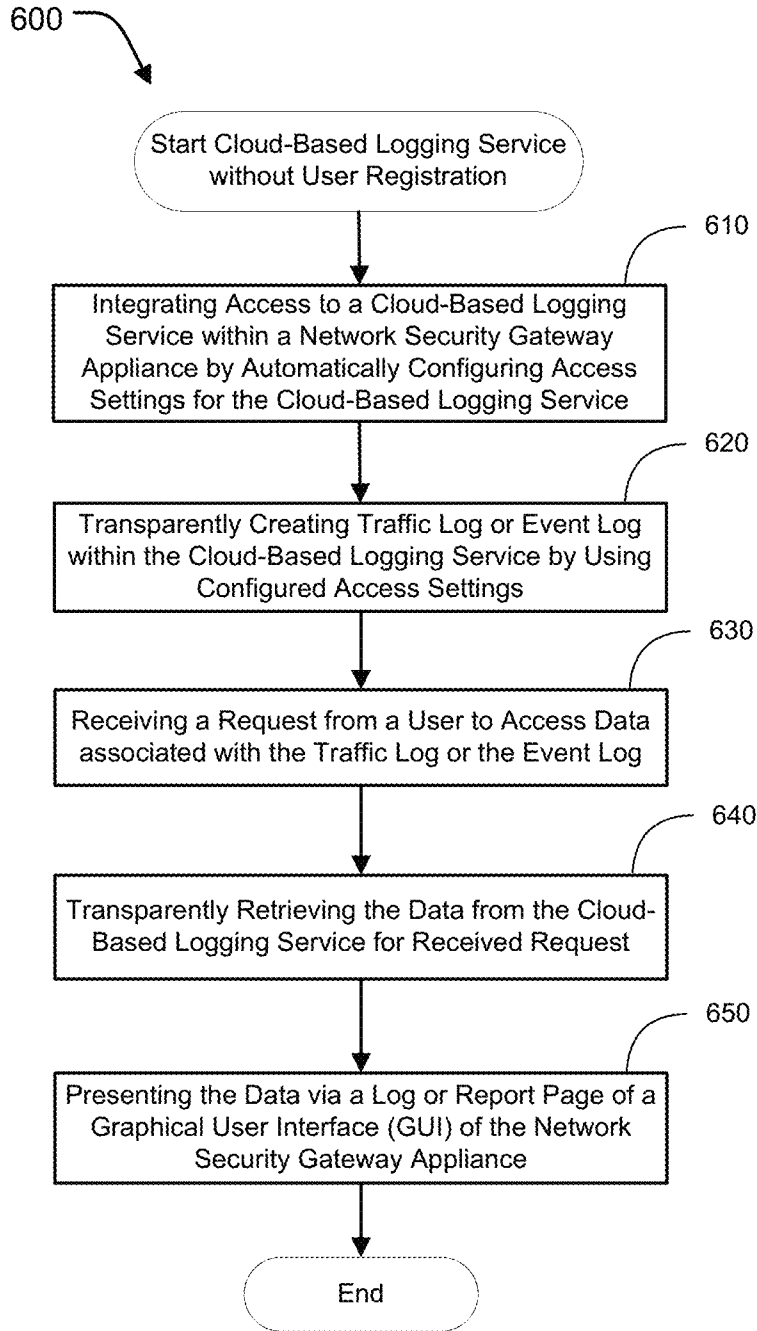 600
Start Cloud-Based Logging Service
without User Registration
610
Integrating Access to a Cloud-Based Logging
Service within a Network Security Gateway
Appliance by Automatically Configuring Access
Settings for the Cloud-Based Logging Service
620
Transparently Creating Traffic Log or Event Log
within the Cloud-Based Logging Service by Using
Configured Access Settings
630
Receiving a Request from a User to Access Data
associated with the Traffic Log or the Event Log
640
Transparently Retrieving the Data from the Cloud-
Based Logging Service for Received Request
650
Presenting the Data via a Log or Report Page of a
Graphical User Interface (GUI) of the Network
Security Gateway Appliance
End